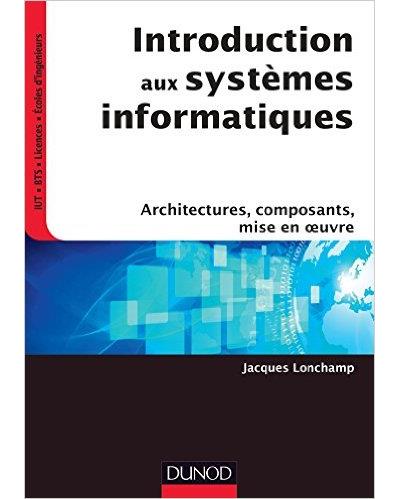 IUT ▪ BTS ▪ Licences ▪ Écoles d'ingénieurs
Introduction
aux systèmes
informatiques
Architectures, composants,
mise en œuvre
Jacques Lonchamp
DUNOD